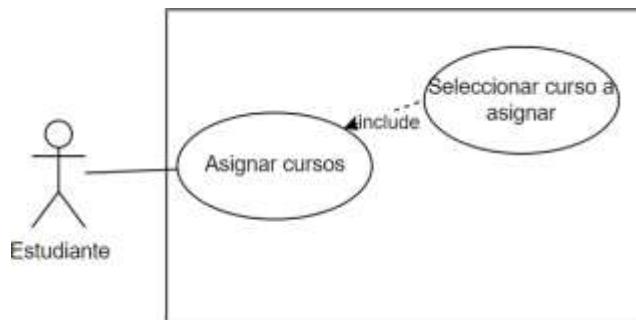 Seleccionar curso a
asignar
include
Asignar cursos
Estudiante